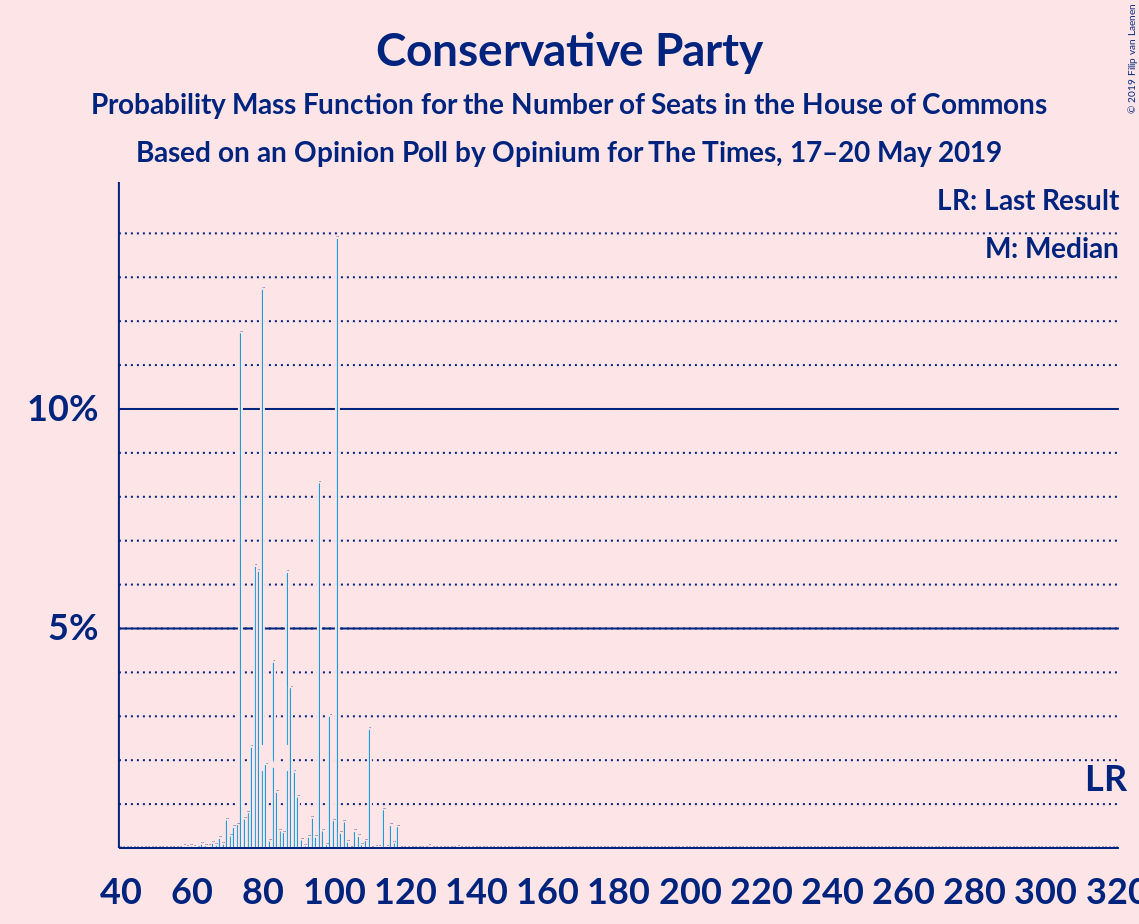 Conservative Party
Probability Mass Function for the Number of Seats in the House of Commons
Based on an Opinion Poll by Opinium for The Times, 17–20 May 2019
© 2019 Filip van Laenen
LR: Last Result
M: Median
10%
5%
LR
40 60 80 100 120 140 160 180 200 220 240 260 280 300 320